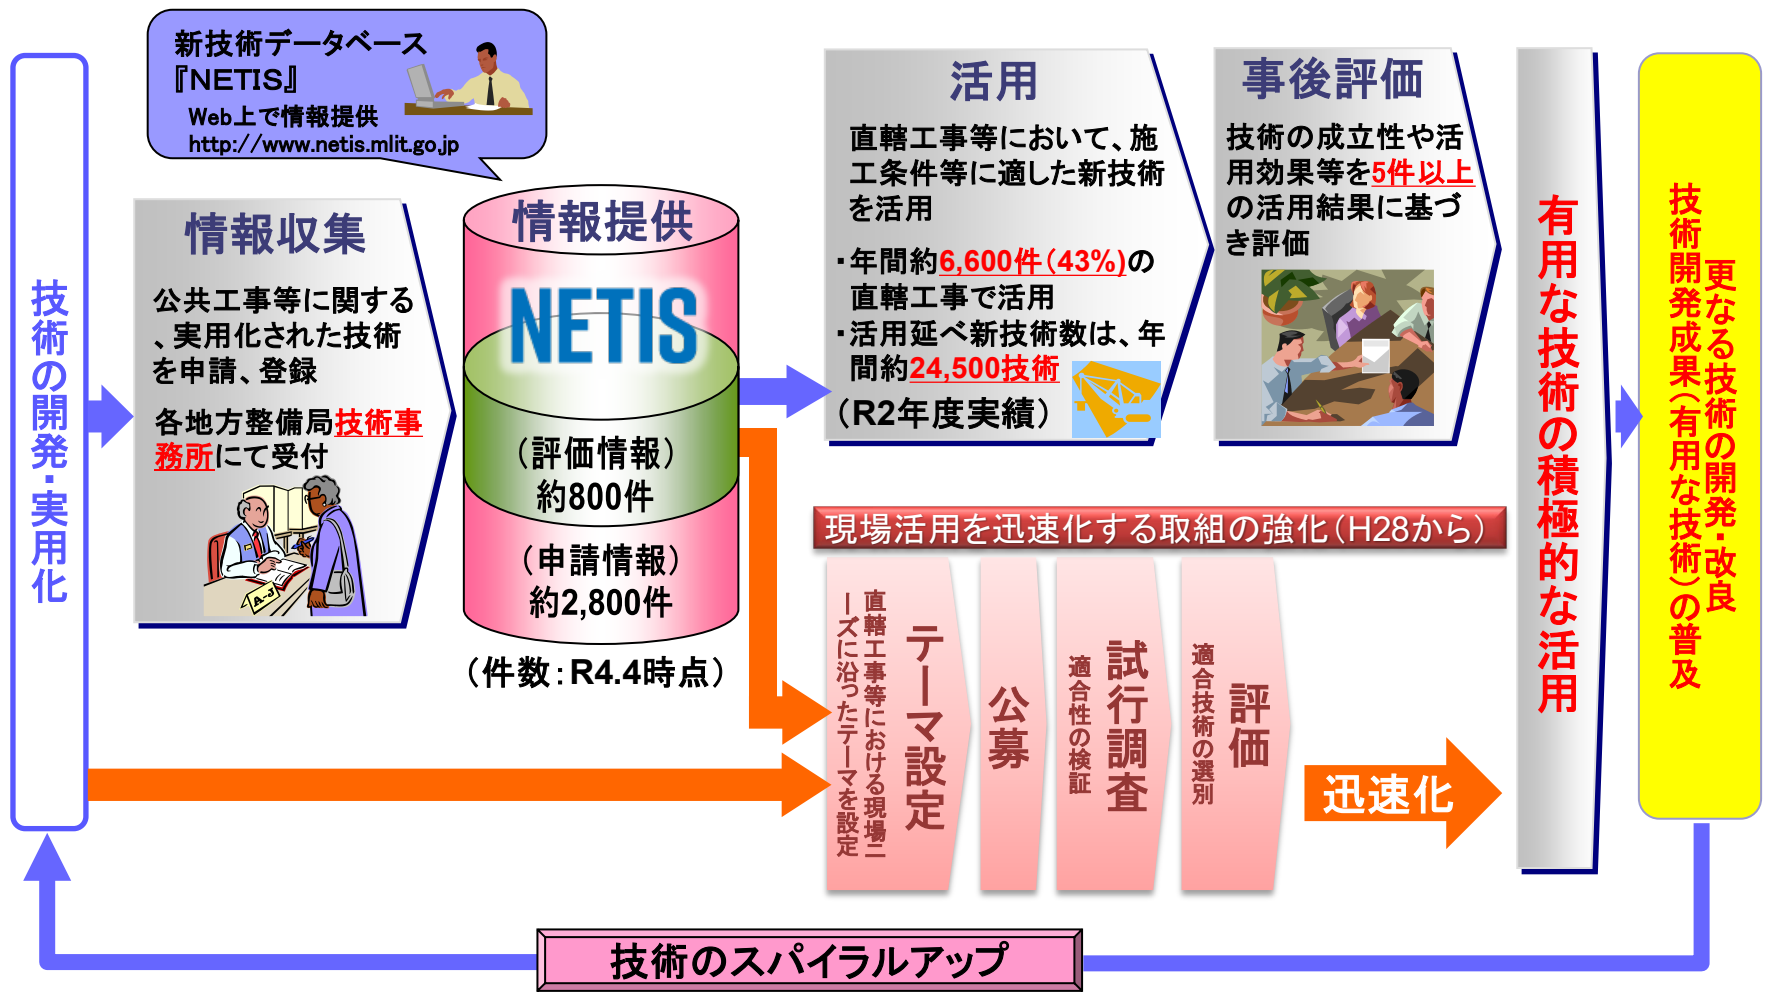 新技術データベース
『NETIS』
Web上で情報提供
http://www.netis.mlit.go.jp
技術の開発・実用化
情報収集
公共工事等に関する
、実用化された技術
を申請、登録
各地方整備局技術事
務所にて受付
A-J
情報提供
NETIS
（評価情報）
約800件
（申請情報）
約2,800件
（件数：R4.4時点）
活用
直轄工事等において、施
工条件等に適した新技術
を活用
・年間約6,600件（43%)の
直轄工事で活用
・活用延べ新技術数は、年
間約24,500技術
（R2年度実績）
事後評価
技術の成立性や活
用効果等を5件以上
の活用結果に基づ
き評価
現場活用を迅速化する取組の強化（H28から）
テーマ設定
直轄工事等における現場ニ
ーズに沿ったテーマを設定
公募
試行調査
適合性の検証
評価
適合技術の選別
迅速化
有用な技術の積極的な活用
更なる技術の開発・改良
技術開発成果（有用な技術）の普及
技術のスパイラルアップ